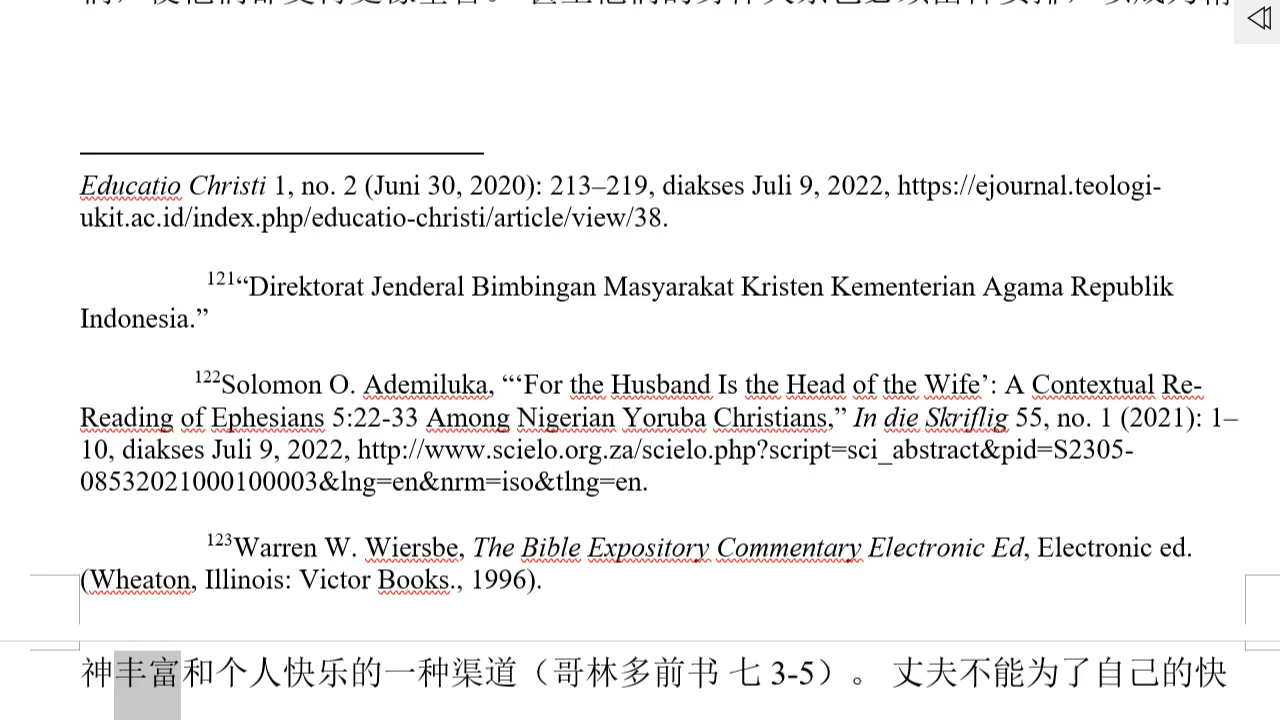 Educatio Christi 1, no. 2 (Juni 30, 2020): 213–219, diakses Juli 9, 2022, https://ejournal.teologi-
ukit.ac.id/index.php/educatio-christi/article/view/38.
121“Direktorat Jenderal Bimbingan Masyarakat Kristen Kementerian Agama Republik
Indonesia.”
122Solomon O. Ademiluka, “‘For the Husband Is the Head of the Wife’: A Contextual Re-
Reading of Ephesians 5:22-33 Among Nigerian Yoruba Christians,” In die Skriflig 55, no. 1 (2021): 1–
10, diakses Juli 9, 2022, http://www.scielo.org.za/scielo.php?script=sci_abstract&pid=S2305-
08532021000100003&lng=en&nrm=iso&tlng=en.
123Warren W. Wiersbe, The Bible Expository Commentary Electronic Ed, Electronic ed.
(Wheaton, Illinois: Victor Books., 1996).
神丰富和个人快乐的一种渠道（哥林多前书 七 3-5）。 丈夫不能为了自己的快